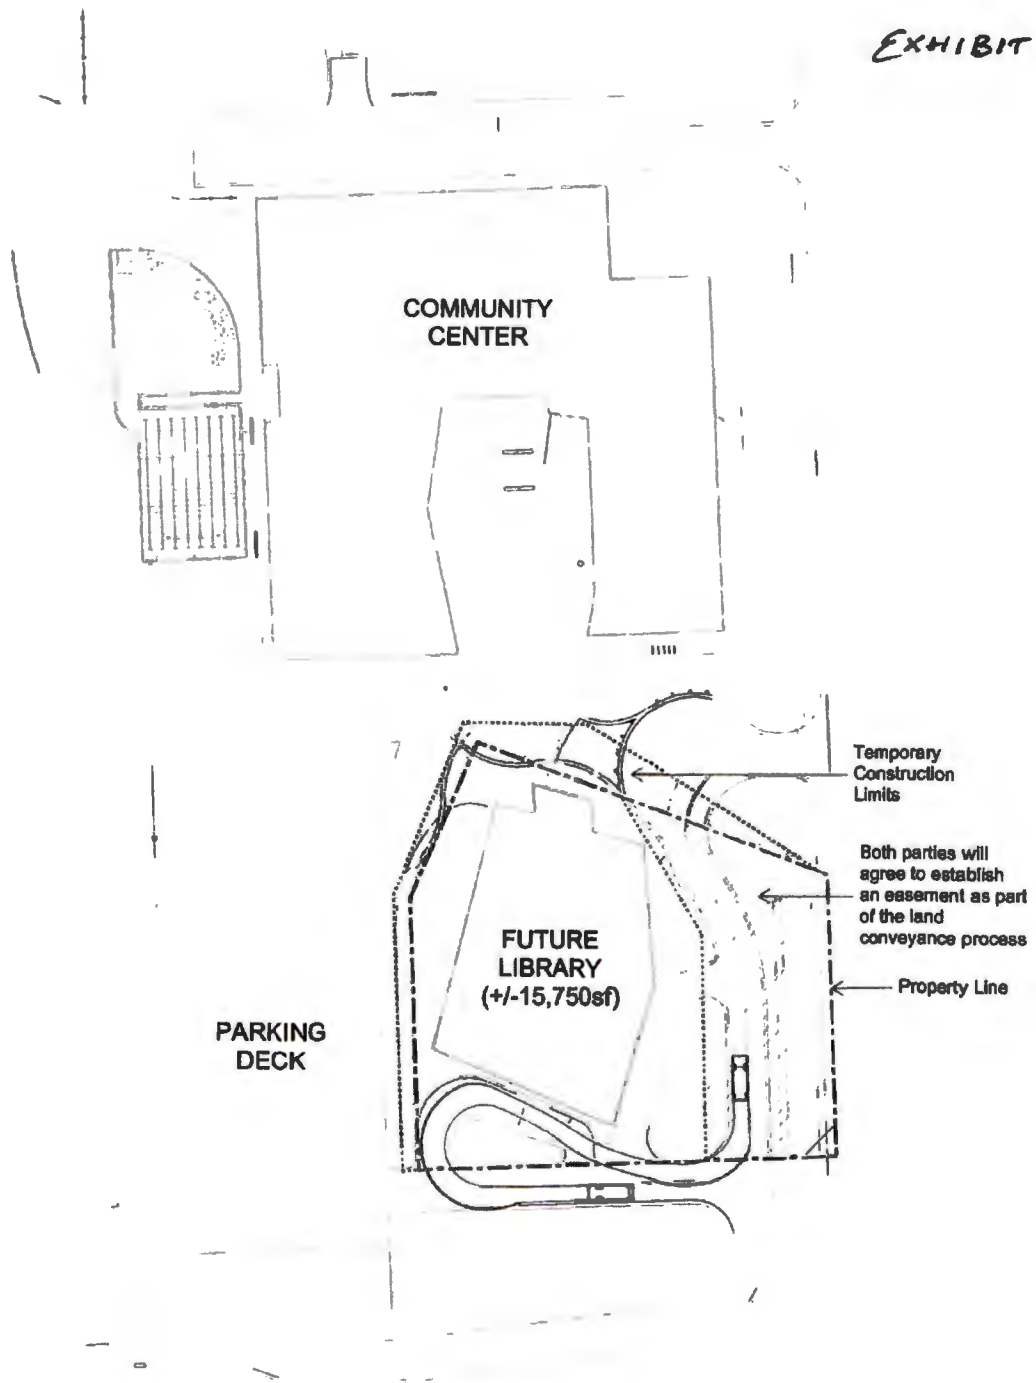 EXHIBIT
COMMUNITY
CENTER
7
Temporary
Construction
Limits
Both parties will
agree to establish
an easement as part
of the land
conveyance process
FUTURE
LIBRARY
(+/-15,750sf)
Property Line
PARKING
DECK